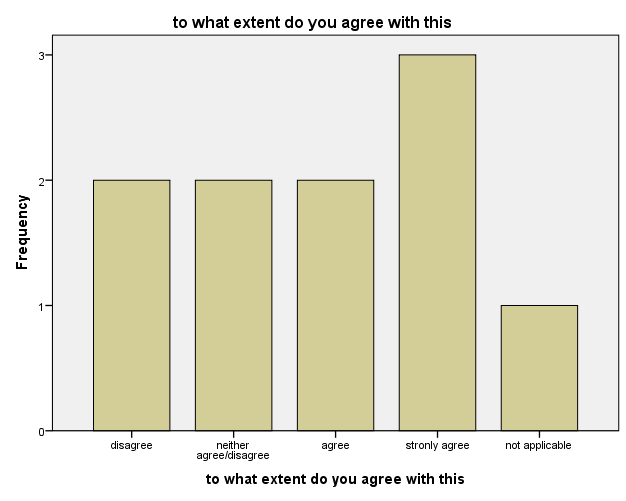 to what extent do you agree with this
3
2
1
0
Frequency
disagree
neither
agree/disagree
agree
stronly agree
not applicable
to what extent do you agree with this